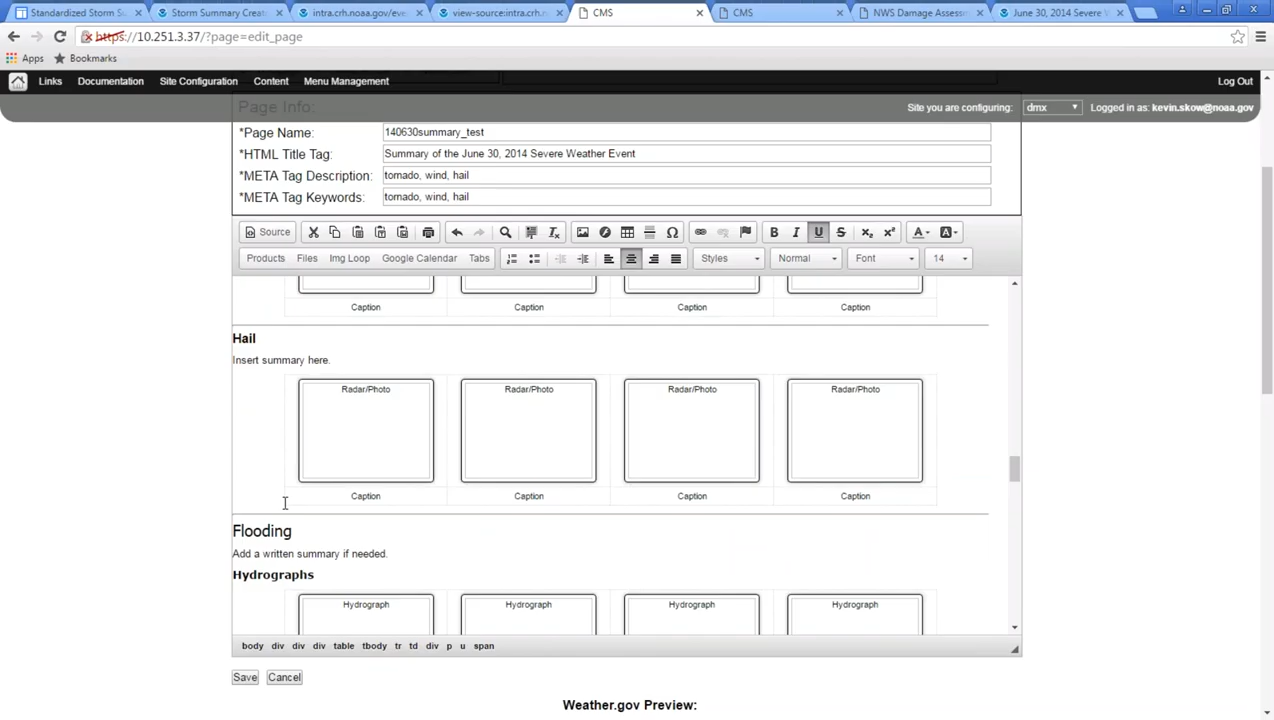 Standardized Storm Su
Storm Summary Creat
intra.crh.noaa.gov/eve
view-source:intra.crh.n
CMS
CMS
NWS Damage Assessm
June 30, 2014 Severe W
https://10.251.3.37/?page=edit_page
Apps
Bookmarks
Links
Documentation
Site Configuration
Content
Menu Management
Log Out
Page Info:
Site you are configuring:
dmx
Logged in as: kevin.skow@noaa.gov
*Page Name:
140630summary_test
*HTML Title Tag:
Summary of the June 30, 2014 Severe Weather Event
*META Tag Description:
tornado, wind, hail
*META Tag Keywords:
tornado, wind, hail
Source
B
I
U
S
x₂
x²
A
A
Products
Files
Img Loop
Google Calendar
Tabs
Styles
Normal
Font
14
Caption
Caption
Caption
Caption
Hail
Insert summary here.
Radar/Photo
Radar/Photo
Radar/Photo
Radar/Photo
Caption
Caption
Caption
Caption
Flooding
Add a written summary if needed.
Hydrographs
Hydrograph
Hydrograph
Hydrograph
Hydrograph
body div div div table tbody tr td div p u span
Save
Cancel
Weather.gov Preview: